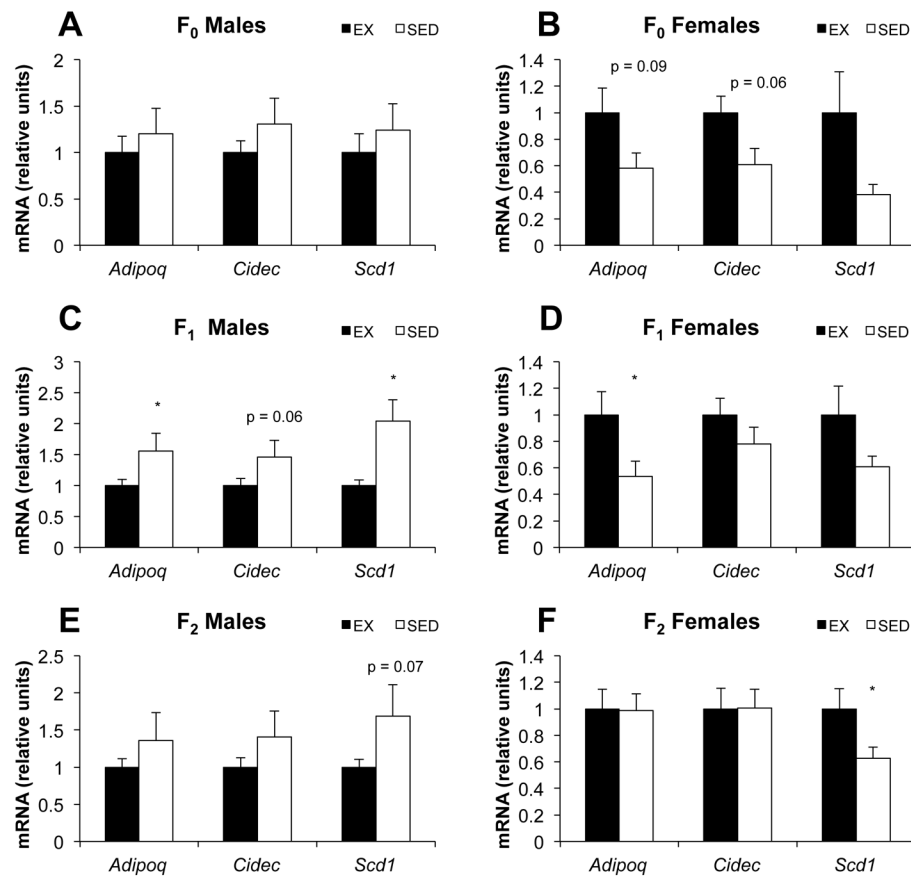 A
F0 Males
EX SED
mRNA (relative units)
2
1.5
1
0.5
0
Adipoq Cidec Scd1
B
F0 Females
EX SED
mRNA (relative units)
1.4
1.2
1
0.8
0.6
0.4
0.2
0
p = 0.09
p = 0.06
Adipoq Cidec Scd1
C
F1 Males
EX SED
mRNA (relative units)
3
2.5
2
1.5
1
0.5
0
*
p = 0.06
*
Adipoq Cidec Scd1
D
F1 Females
EX SED
mRNA (relative units)
1.4
1.2
1
0.8
0.6
0.4
0.2
0
*
Adipoq Cidec Scd1
E
F2 Males
EX SED
mRNA (relative units)
2.5
2
1.5
1
0.5
0
p = 0.07
Adipoq Cidec Scd1
F
F2 Females
EX SED
mRNA (relative units)
1.4
1.2
1
0.8
0.6
0.4
0.2
0
*
Adipoq Cidec Scd1